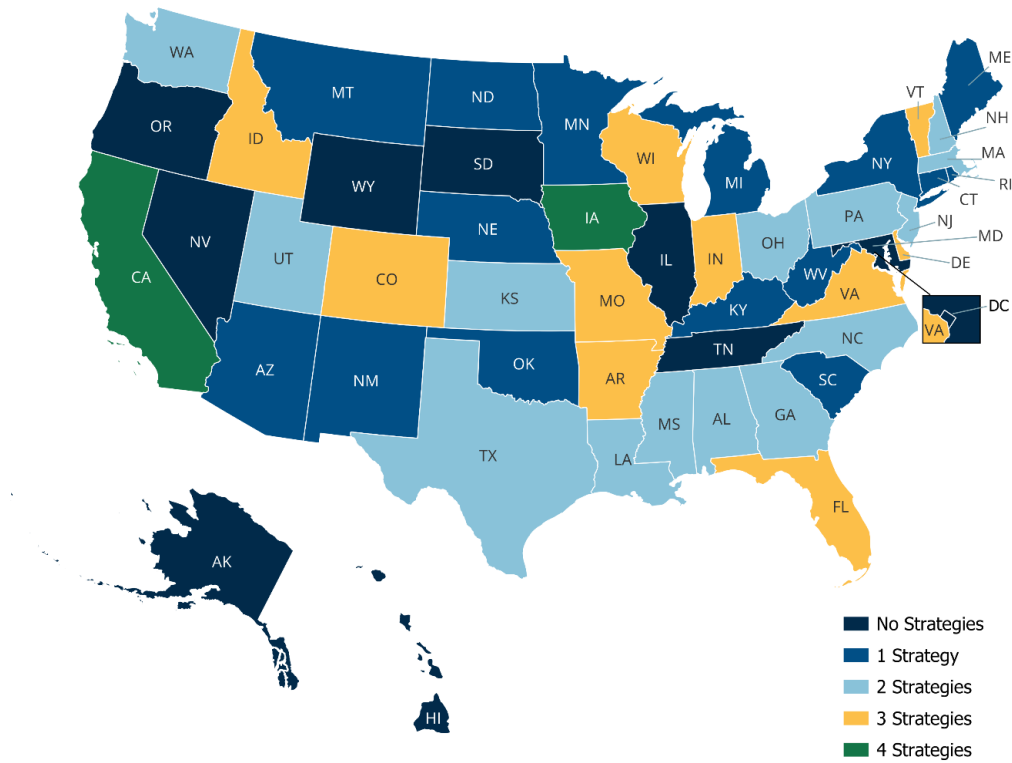 WA
MT
ND
MN
ME
VT
NH
OR
ID
SD
WI
MI
NY
MA
RI
CT
WY
NE
IA
PA
NJ
MD
DE
NV
UT
CO
KS
IL
IN
OH
WV
VA
KY
CA
MO
DC
VA
AZ
NM
OK
AR
TN
NC
SC
TX
LA
MS
AL
GA
FL
AK
HI
No Strategies
1 Strategy
2 Strategies
3 Strategies
4 Strategies